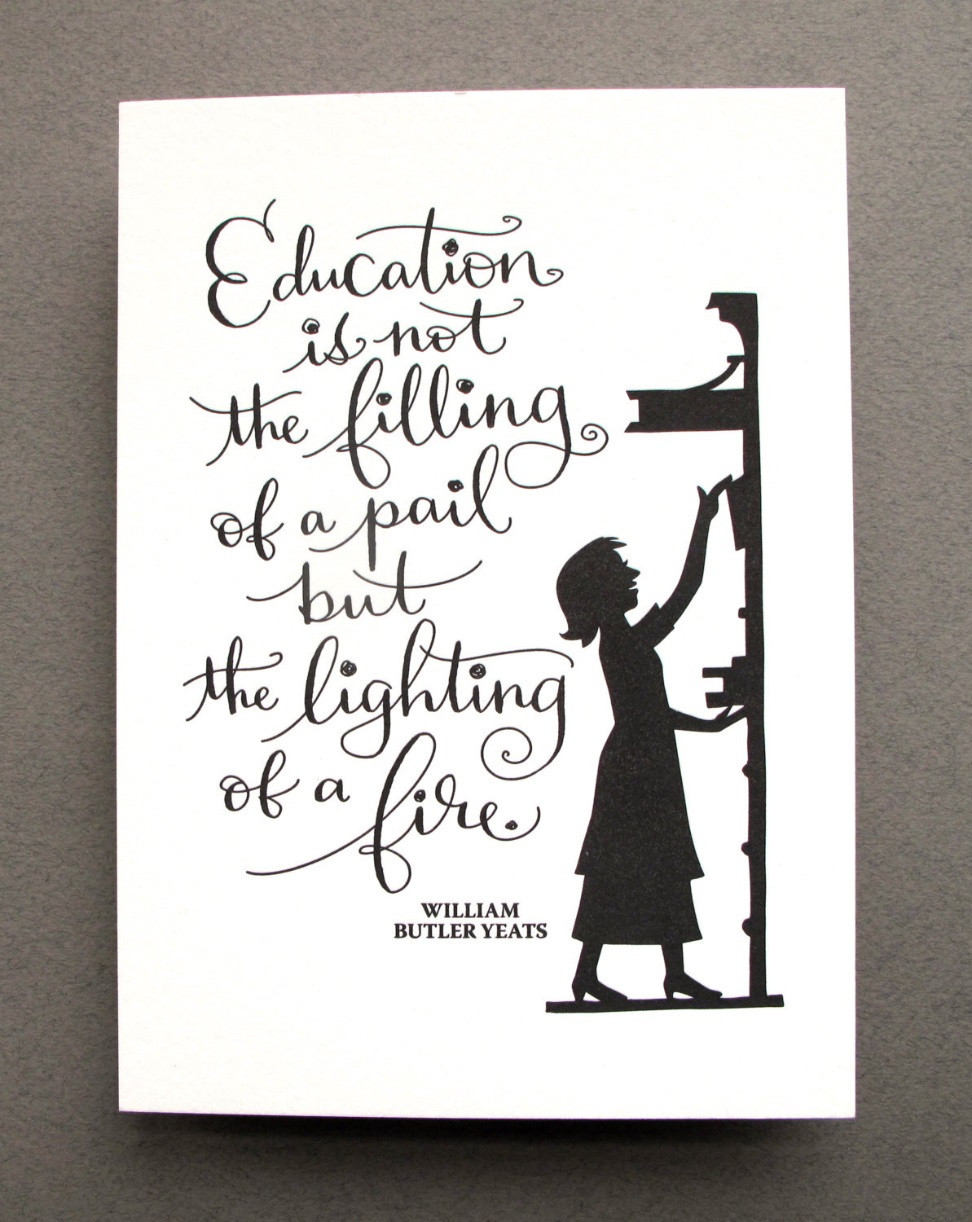 Education
is not
the filling
of a pail
but
the lighting
of a fire.
WILLIAM
BUTLER YEATS